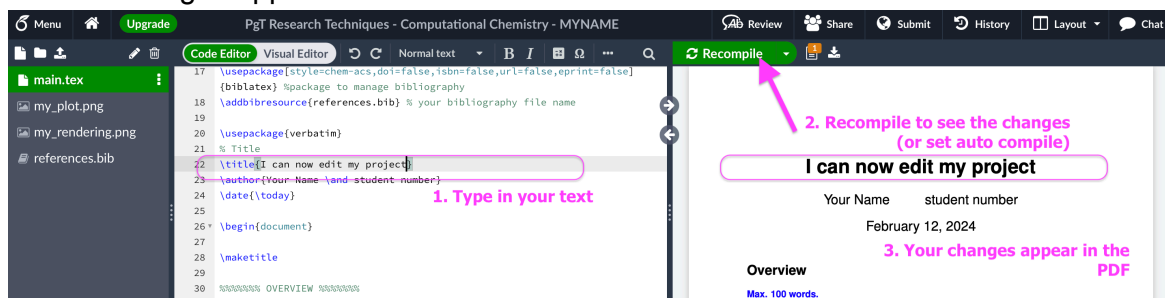 Menu Upgrade PgT Research Techniques - Computational Chemistry - MYNAME Review Share Submit History Layout Chat
Code Editor Visual Editor Normal text B I Ω ••• Recompile 1
main.tex
my_plot.png
my_rendering.png
references.bib
17 \usepackage[style=chem-acs,doi=false,isbn=false,url=false,eprint=false]
{biblatex} %package to manage bibliography
18 \addbibresource{references.bib} % your bibliography file name
19
20 \usepackage{verbatim}
21 % Title
22 \title{I can now edit my project}
23 \author{Your Name \and student number}
24 \date{\today}
25
26 \begin{document}
27
28 \maketitle
29
30 %%%%%%% OVERVIEW %%%%%%%
1. Type in your text
2. Recompile to see the changes
(or set auto compile)
I can now edit my project
Your Name student number
February 12, 2024
3. Your changes appear in the
PDF
Overview
Max. 100 words.